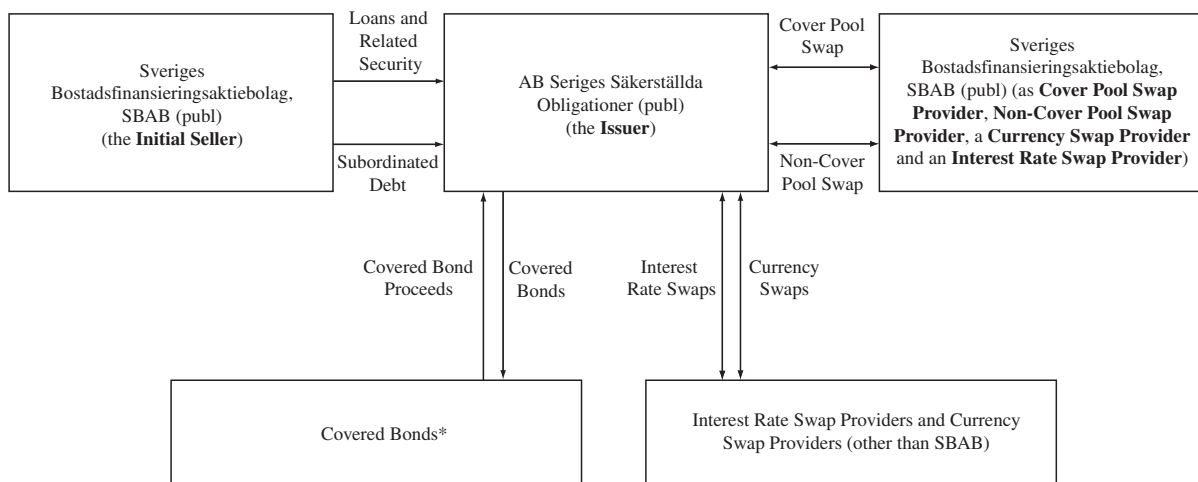 Sveriges
Bostadsfinansieringsaktiebolag,
SBAB (publ)
(the Initial Seller)
Loans and
Related
Security
Subordinated
Debt
AB Seriges Säkerställda
Obligationer (publ)
(the Issuer)
Cover Pool
Swap
Non-Cover
Pool Swap
Sveriges
Bostadsfinansieringsaktiebolag,
SBAB (publ) (as Cover Pool Swap
Provider, Non-Cover Pool Swap
Provider, a Currency Swap Provider
and an Interest Rate Swap Provider)
Covered Bond
Proceeds
Covered
Bonds
Interest
Rate Swaps
Currency
Swaps
Covered Bonds*
Interest Rate Swap Providers and Currency
Swap Providers (other than SBAB)